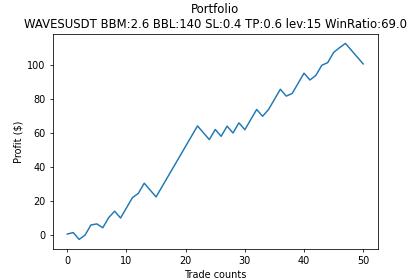 Portfolio
WAVESUSDT BBM:2.6 BBL:140 SL:0.4 TP:0.6 lev:15 WinRatio:69.0
Profit ($)
100
80
60
40
20
0
0 10 20 30 40 50
Trade counts